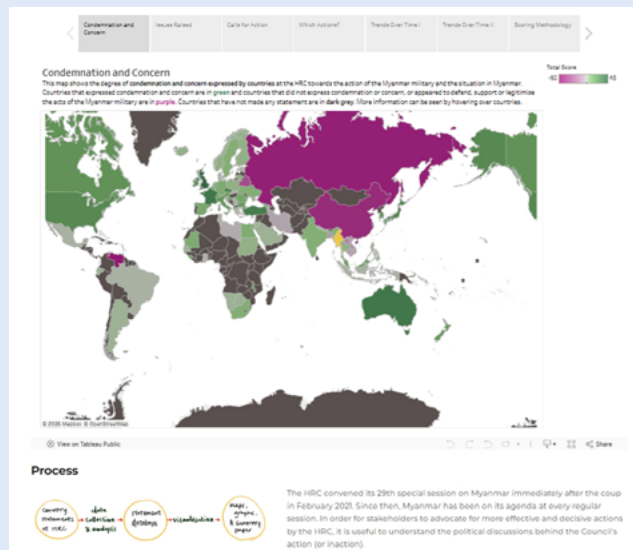 Condemnation and Concern
Issues Raised
Calls for Action
Which Actions?
Trends Over Time I
Trends Over Time II
Scoring Methodology
Condemnation and Concern
This map shows the degree of condemnation and concern expressed by countries at the HRC towards the action of the Myanmar military and the situation in Myanmar.
Countries that expressed condemnation and concern are in green and countries that did not express condemnation or concern, or appeared to defend, support or legitimise
the acts of the Myanmar military are in purple. Countries that have not made any statement are in dark grey. More information can be seen by hovering over countries.
Total Score
© 2025 Mapbox © OpenStreetMap
View on Tableau Public
Share
Process
Country statements at HRC
data collection & analysis
statement database
visualisation
maps, graphs, & summary paper
The HRC convened its 29th special session on Myanmar immediately after the coup
in February 2021. Since then, Myanmar has been on its agenda at every regular
session. In order for stakeholders to advocate for more effective and decisive actions
by the HRC, it is useful to understand the political discussions behind the Council's
action (or inaction).